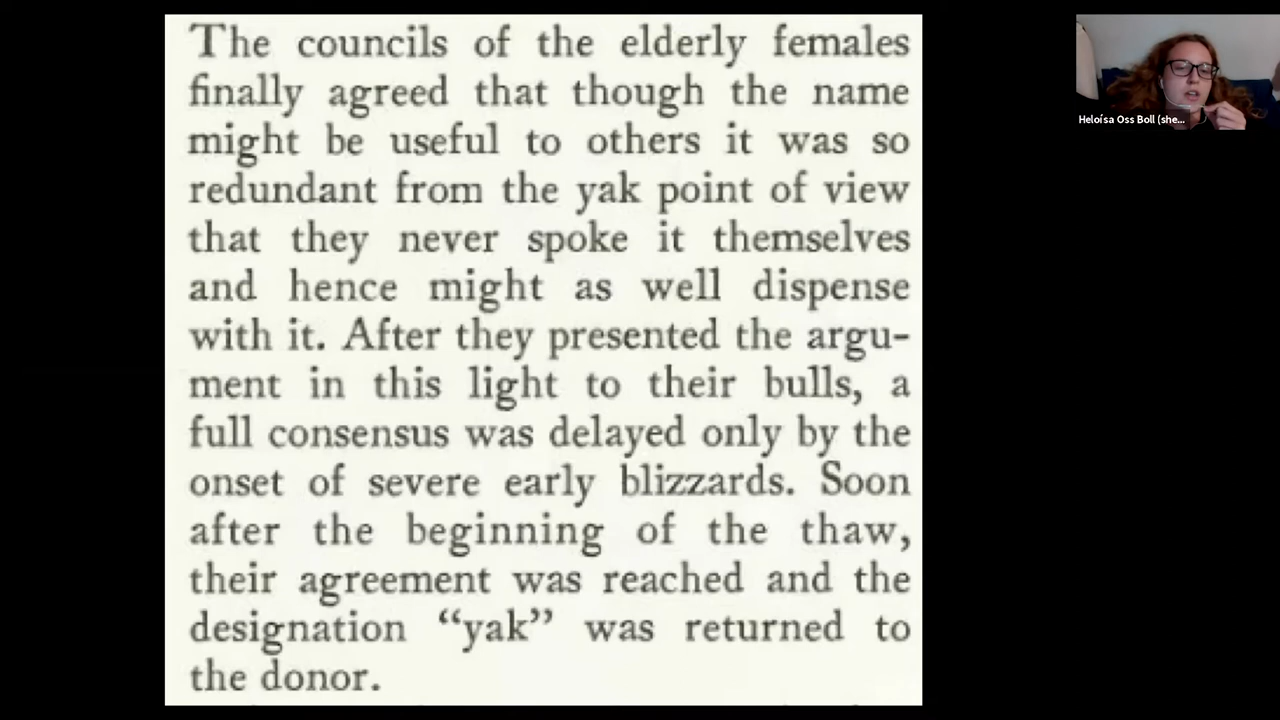 The councils of the elderly females
finally agreed that though the name
might be useful to others it was so
redundant from the yak point of view
that they never spoke it themselves
and hence might as well dispense
with it. After they presented the argu-
ment in this light to their bulls, a
full consensus was delayed only by the
onset of severe early blizzards. Soon
after the beginning of the thaw,
their agreement was reached and the
designation “yak” was returned to
the donor.
Heloísa Oss Boll (she...